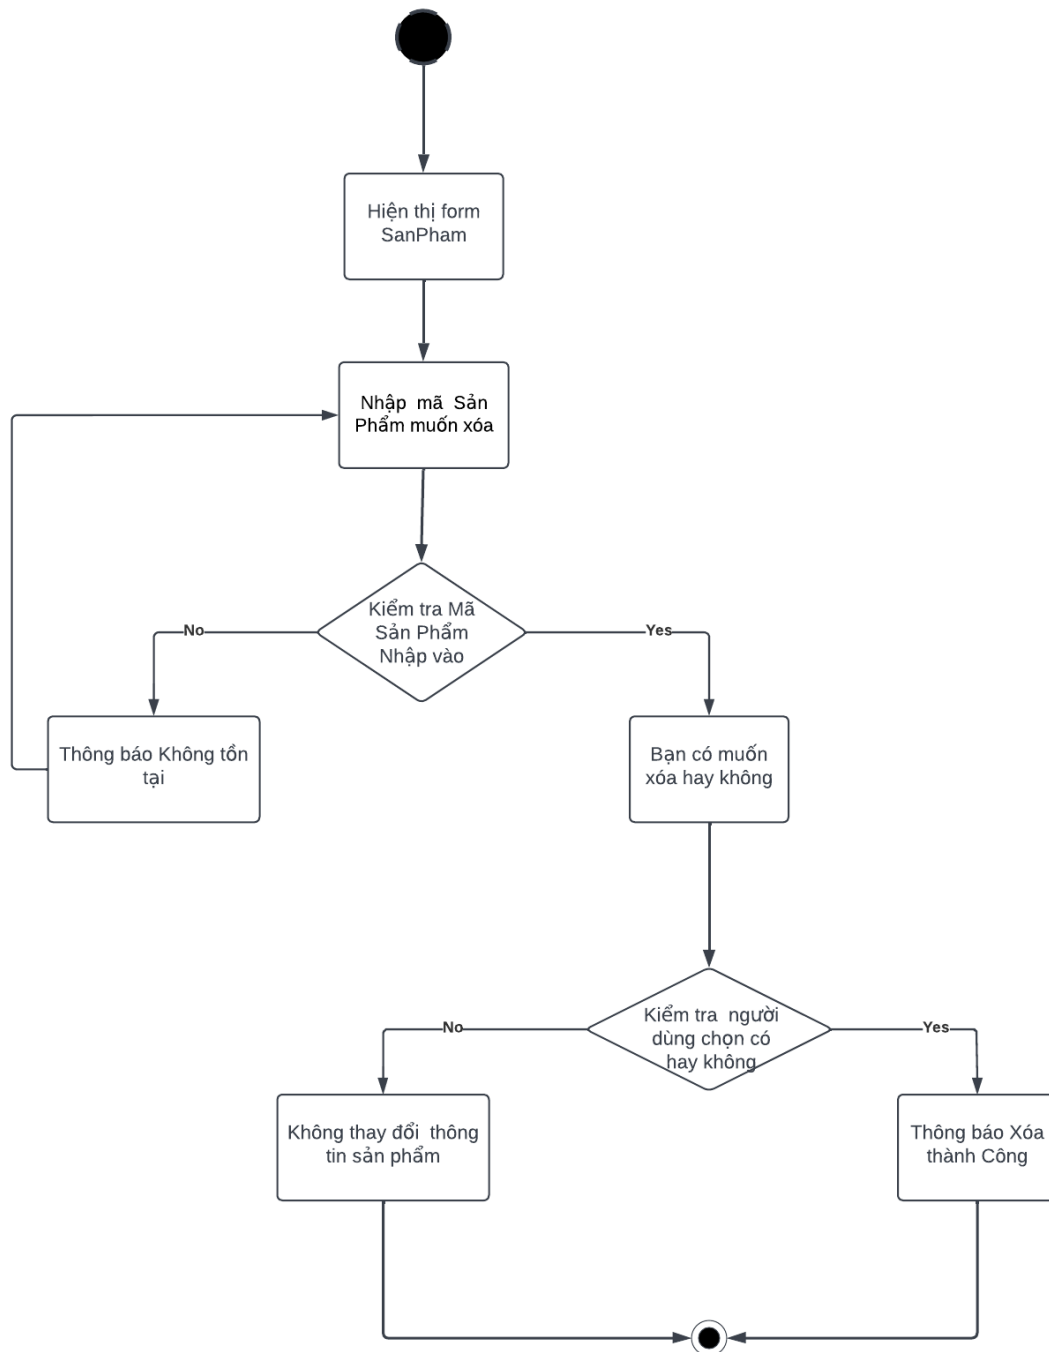 Hiện thị form
SanPham
Nhập mã Sản
Phẩm muốn xóa
Kiểm tra Mã
Sản Phẩm
Nhập vào
No
Yes
Thông báo Không tồn
tại
Bạn có muốn
xóa hay không
Kiểm tra người
dùng chọn có
hay không
No
Yes
Không thay đổi thông
tin sản phẩm
Thông báo Xóa
thành Công